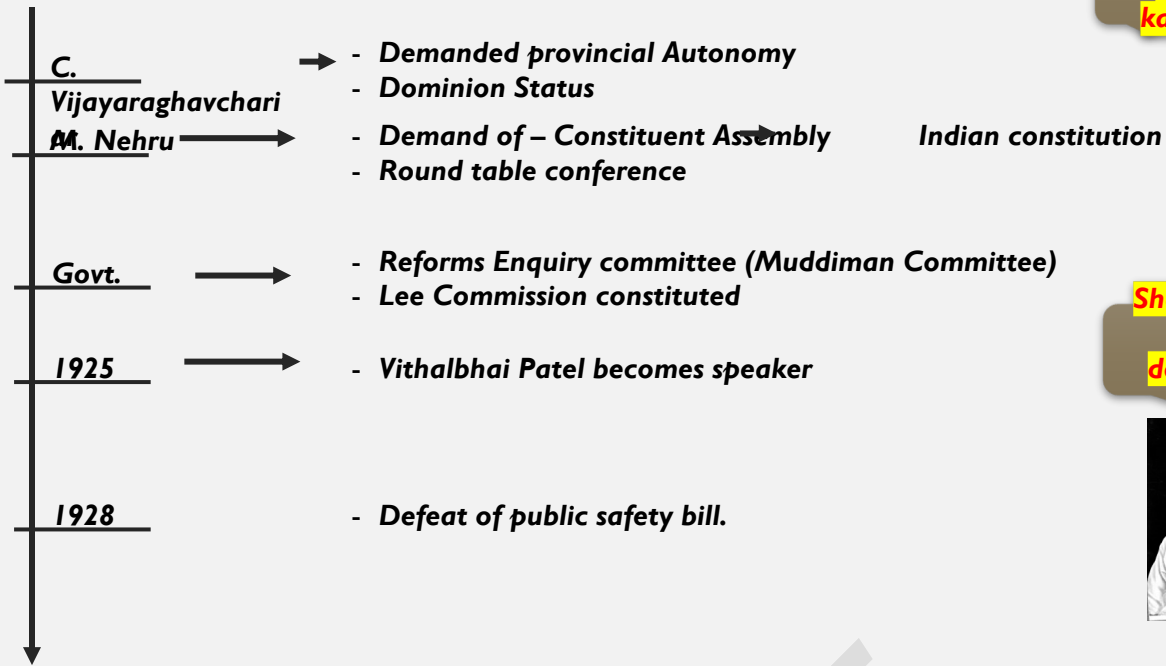 C.
- Demanded provincial Autonomy
Vijayaraghavchari
- Dominion Status
M. Nehru
- Demand of – Constituent Assembly Indian constitution
- Round table conference
Govt.
- Reforms Enquiry committee (Muddiman Committee)
- Lee Commission constituted
1925
- Vithalbhai Patel becomes speaker
1928
- Defeat of public safety bill.